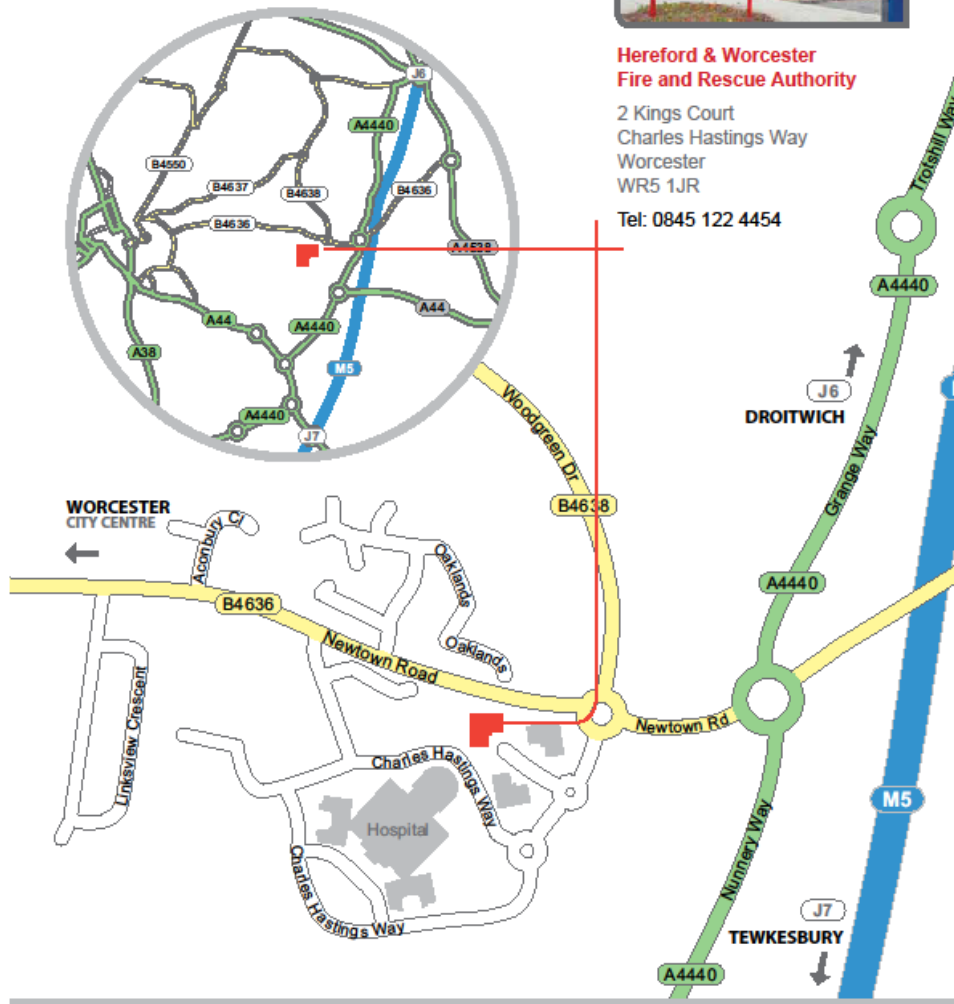 Hereford & Worcester
Fire and Rescue Authority
2 Kings Court
Charles Hastings Way
Worcester
WR5 1JR
Tel: 0845 122 4454
J6
A4440
B4550
B4637
B4638
B4636
B4636
A4538
A44
A44
A4440
A38
M5
A4440
J7
Trotshill Way
A4440
J6
DROITWICH
Grange Way
Woodgreen Dr
B4638
WORCESTER
CITY CENTRE
Aconbury Cl
Oaklands
A4440
B4636
Newtown Road
Oaklands
Linksview Crescent
Newtown Rd
Charles Hastings Way
M5
Hospital
Nunnery Way
Charles Hastings Way
J7
TEWKESBURY
A4440